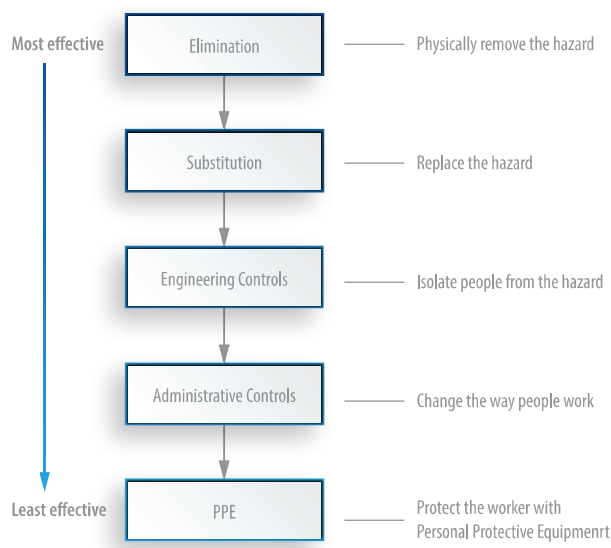 Most effective
Elimination
Physically remove the hazard
Substitution
Replace the hazard
Engineering Controls
Isolate people from the hazard
Administrative Controls
Change the way people work
Least effective
PPE
Protect the worker with
Personal Protective Equipmenrt